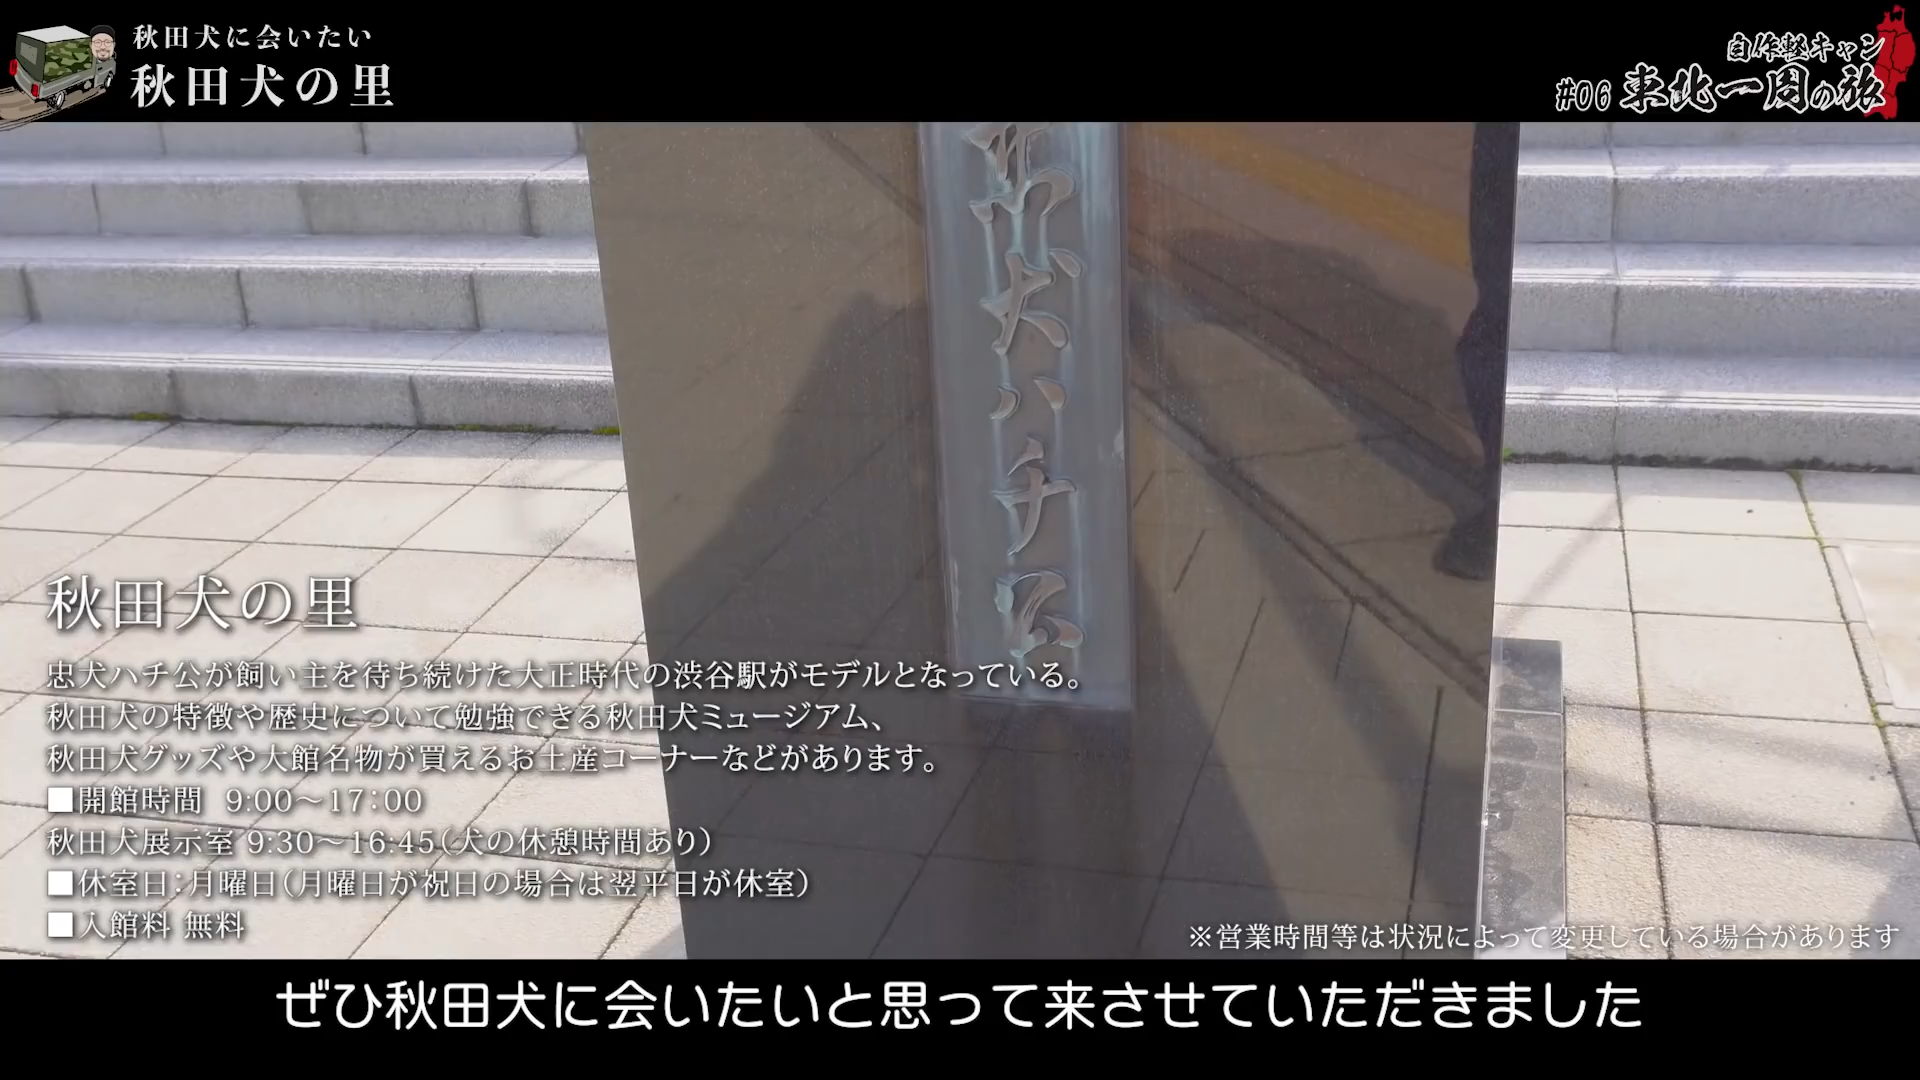 秋田犬に会いたい
秋田犬の里
自作軽キャン
#06 東北一周の旅
犬ハチ公
秋田犬の里
忠犬ハチ公が飼い主を待ち続けた大正時代の渋谷駅がモデルとなっている。
秋田犬の特徴や歴史について勉強できる秋田犬ミュージアム、
秋田犬グッズや大館名物が買えるお土産コーナーなどがあります。
■開館時間 9:00～17:00
秋田犬展示室 9:30～16:45(犬の休憩時間あり)
■休室日:月曜日(月曜日が祝日の場合は翌平日が休室)
■入館料 無料
※営業時間等は状況によって変更している場合があります
ぜひ秋田犬に会いたいと思って来させていただきました